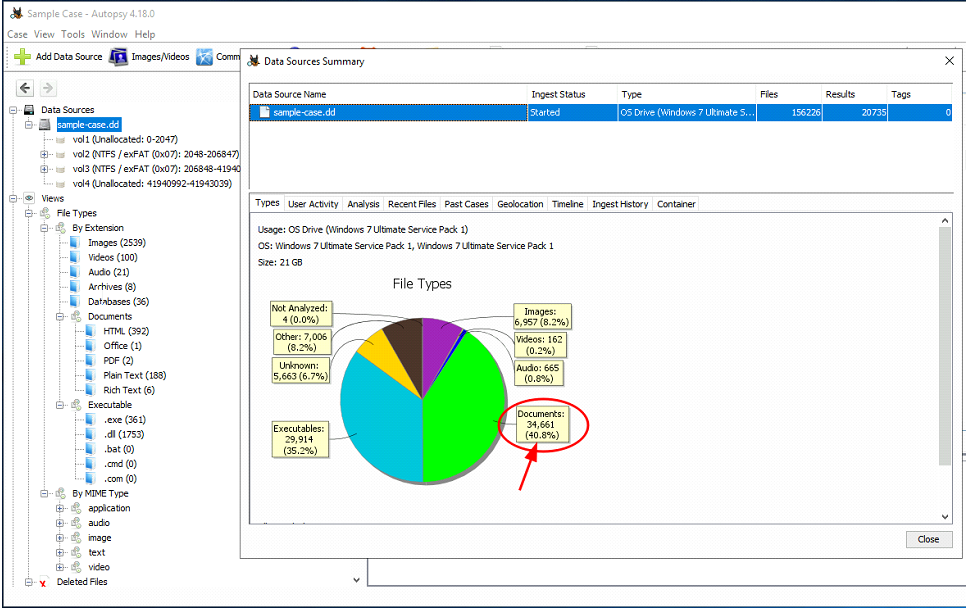 Sample Case - Autopsy 4.18.0
Case View Tools Window Help
Add Data Source Images/Videos Comm
Data Sources
sample-case.dd
vol1 (Unallocated: 0-2047)
vol2 (NTFS / exFAT (0x07): 2048-206847)
vol3 (NTFS / exFAT (0x07): 206848-41940
vol4 (Unallocated: 41940992-41943039)
Views
File Types
By Extension
Images (2539)
Videos (100)
Audio (21)
Archives (8)
Databases (36)
Documents
HTML (392)
Office (1)
PDF (2)
Plain Text (188)
Rich Text (6)
Executable
.exe (361)
.dll (1753)
.bat (0)
.cmd (0)
.com (0)
By MIME Type
application
audio
image
text
video
Deleted Files
Data Sources Summary
Data Source Name Ingest Status Type Files Results Tags
sample-case.dd Started OS Drive (Windows 7 Ultimate S... 156226 20735 0
Types User Activity Analysis Recent Files Past Cases Geolocation Timeline Ingest History Container
Usage: OS Drive (Windows 7 Ultimate Service Pack 1)
OS: Windows 7 Ultimate Service Pack 1, Windows 7 Ultimate Service Pack 1
Size: 21 GB
File Types
Not Analyzed:
4 (0.0%)
Other: 7,006
(8.2%)
Unknown:
5,663 (6.7%)
Executables:
29,914
(35.2%)
Images:
6,957 (8.2%)
Videos: 162
(0.2%)
Audio: 665
(0.8%)
Documents:
34,661
(40.8%)
Close